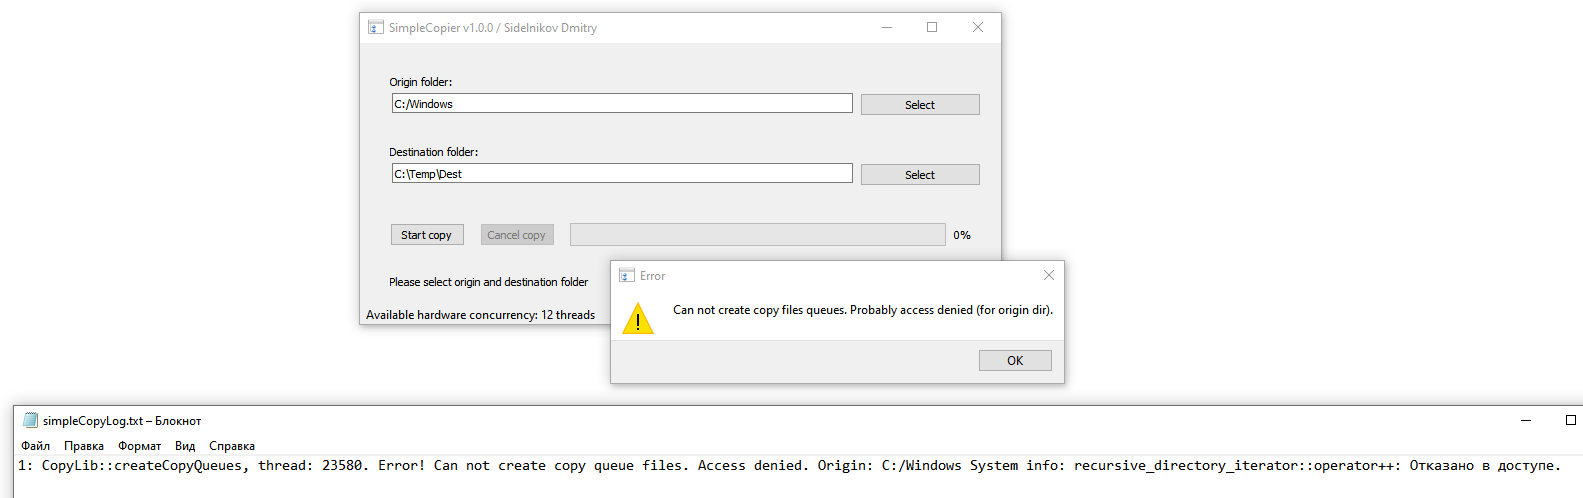 SimpleCopier v1.0.0 / Sidelnikov Dmitry
Origin folder:
C:/Windows
Select
Destination folder:
C:\Temp\Dest
Select
Start copy
Cancel copy
0%
Please select origin and destination folder
Available hardware concurrency: 12 threads
Error
Can not create copy files queues. Probably access denied (for origin dir).
OK
simpleCopyLog.txt – Блокнот
Файл Правка Формат Вид Справка
1: CopyLib::createCopyQueues, thread: 23580. Error! Can not create copy queue files. Access denied. Origin: C:/Windows System info: recursive_directory_iterator::operator++: Отказано в доступе.